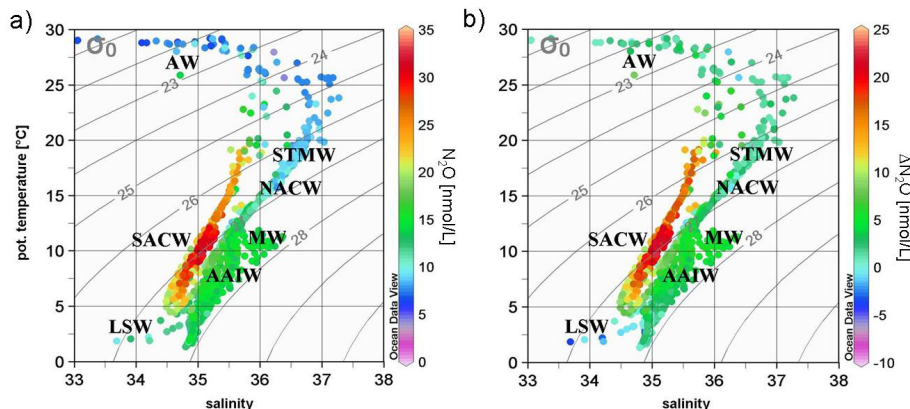 a)
30
25
20
15
10
5
0
pot. temperature [°C]
33
34
35
36
37
38
salinity
σ0
AW
23
24
25
26
28
STMW
NACW
SACW
MW
AAIW
LSW
Ocean Data View
35
30
25
20
15
10
5
0
N2O [nmol/L]
b)
30
25
20
15
10
5
0
33
34
35
36
37
38
salinity
σ0
AW
23
24
25
26
28
STMW
NACW
SACW
MW
AAIW
LSW
Ocean Data View
25
20
15
10
5
0
-5
-10
ΔN2O [nmol/L]